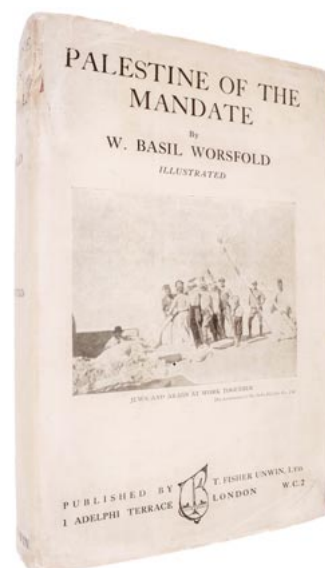 PALESTINE OF THE
MANDATE
By
W. BASIL WORSFOLD
ILLUSTRATED
JEWS AND ARABS AT WORK TOGETHER
PUBLISHED BY T. FISHER UNWIN, LTD
1 ADELPHI TERRACE LONDON W.C.2